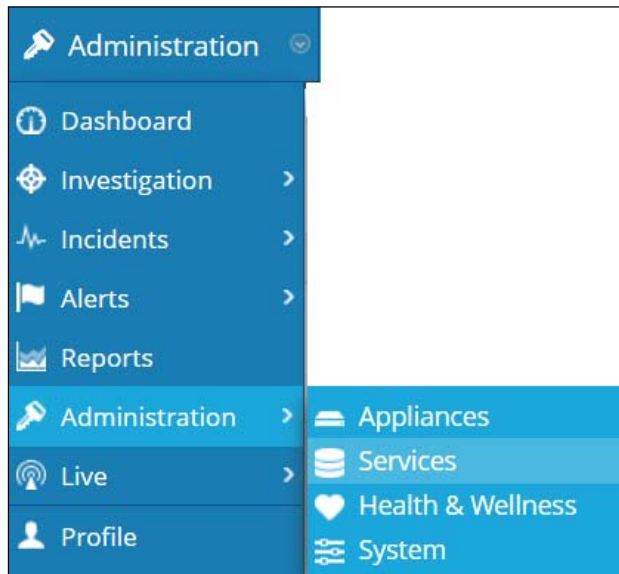 Administration
Dashboard
Investigation
Incidents
Alerts
Reports
Administration
Live
Profile
Appliances
Services
Health & Wellness
System